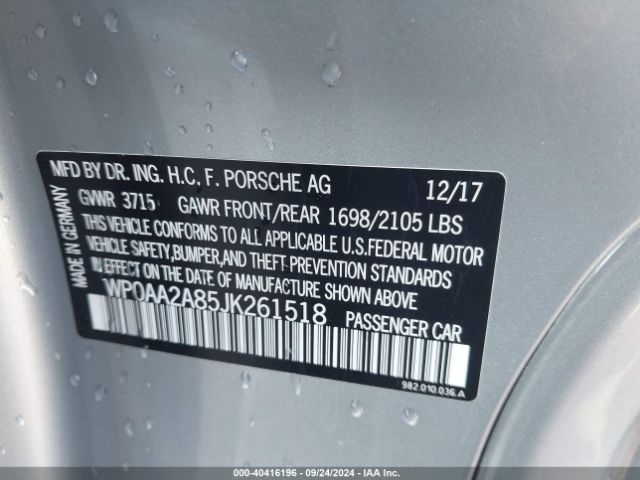 MFD BY DR. ING. H.C. F. PORSCHE AG 12/17
GVWR 3715 GAWR FRONT/REAR 1698/2105 LBS
THIS VEHICLE CONFORMS TO ALL APPLICABLE U.S.FEDERAL MOTOR
VEHICLE SAFETY,BUMPER,AND THEFT PREVENTION STANDARDS
IN EFFECT ON THE DATE OF MANUFACTURE SHOWN ABOVE
WP0AA2A85JK261518 PASSENGER CAR
MADE IN GERMANY
982.010.036.A
000-40416196 - 09/24/2024 - IAA Inc.